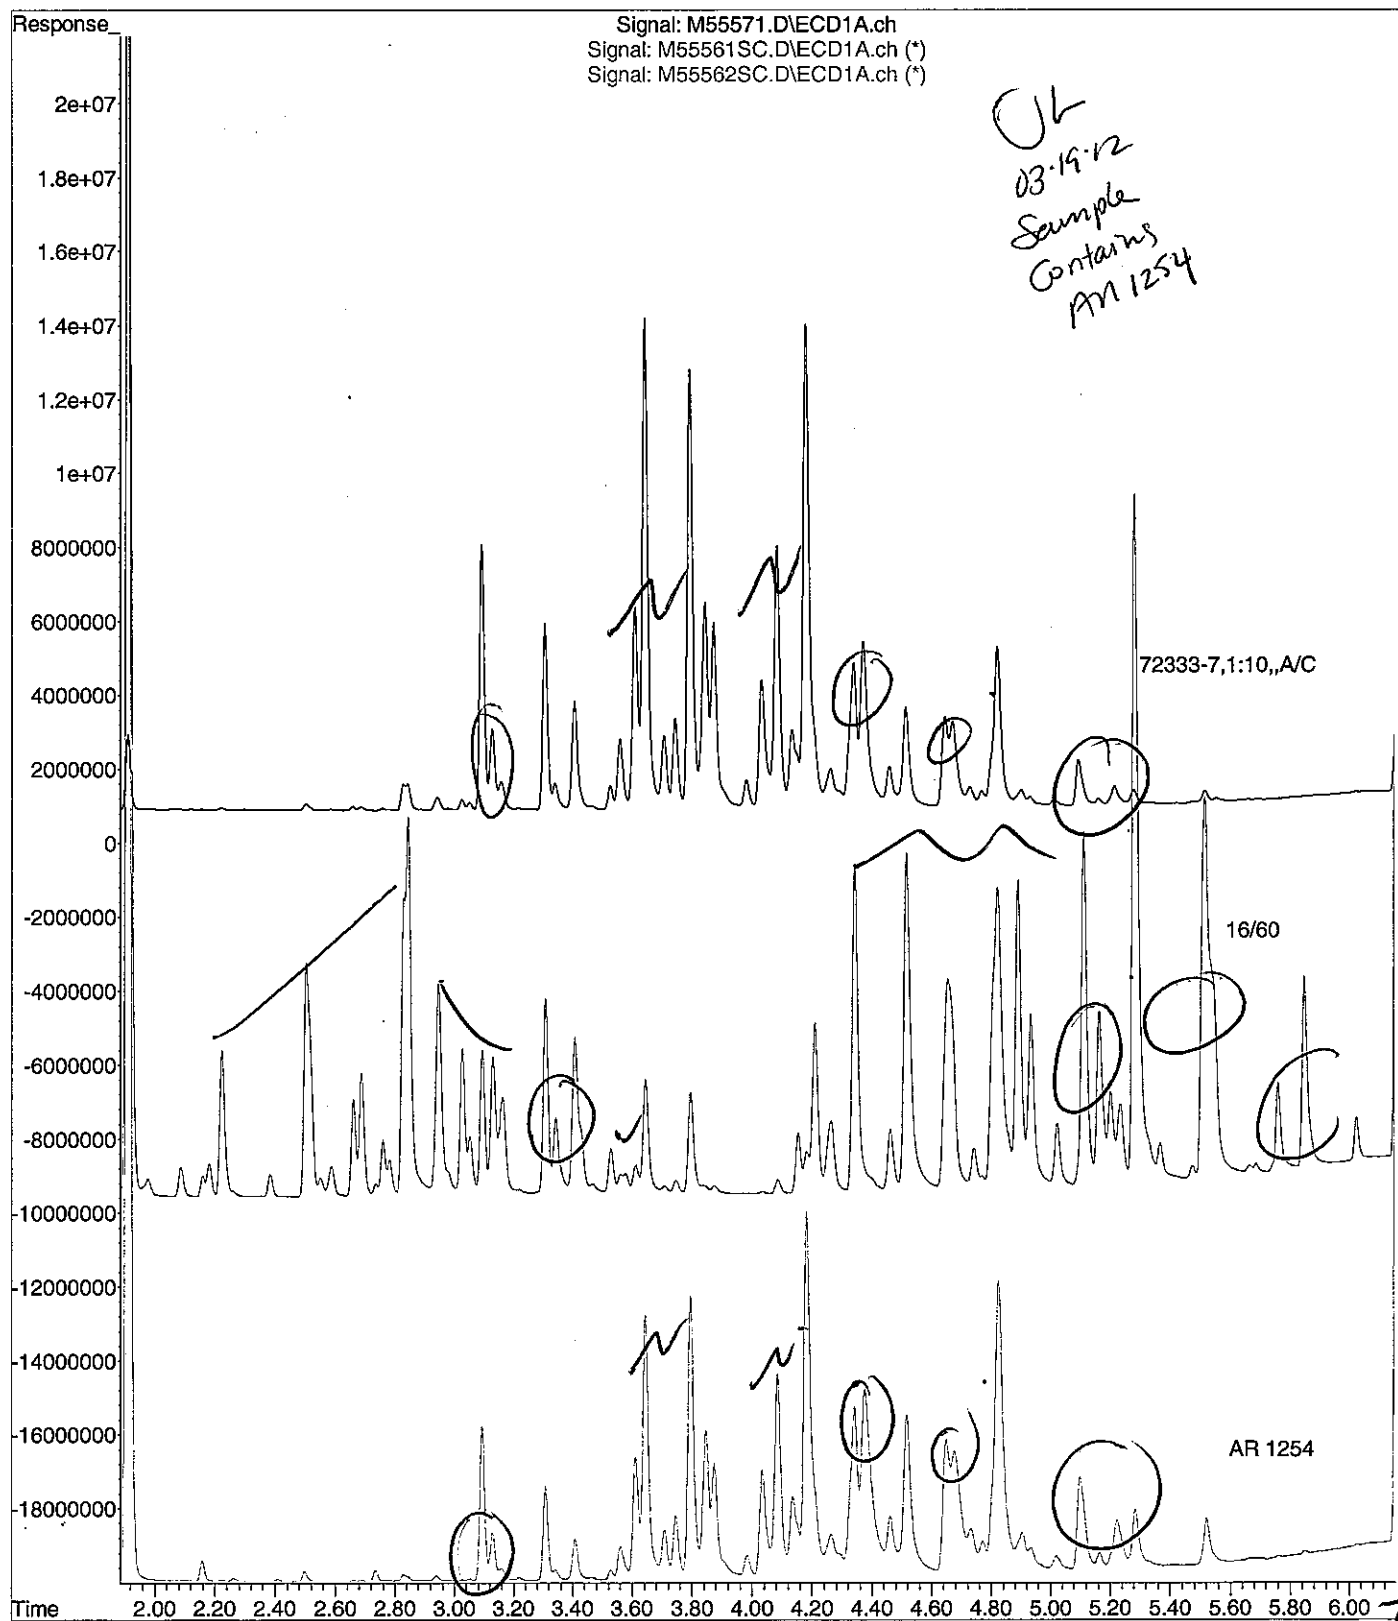 Response_
Signal: M55571.D\ECD1A.ch
Signal: M55561SC.D\ECD1A.ch (*)
Signal: M55562SC.D\ECD1A.ch (*)
03.19.12
Sample
Contains
AR 1254
2e+07
1.8e+07
1.6e+07
1.4e+07
1.2e+07
1e+07
8000000
6000000
4000000
2000000
0
-2000000
-4000000
-6000000
-8000000
-10000000
-12000000
-14000000
-16000000
-18000000
72333-7,1:10,,A/C
16/60
AR 1254
Time 2.00 2.20 2.40 2.60 2.80 3.00 3.20 3.40 3.60 3.80 4.00 4.20 4.40 4.60 4.80 5.00 5.20 5.40 5.60 5.80 6.00